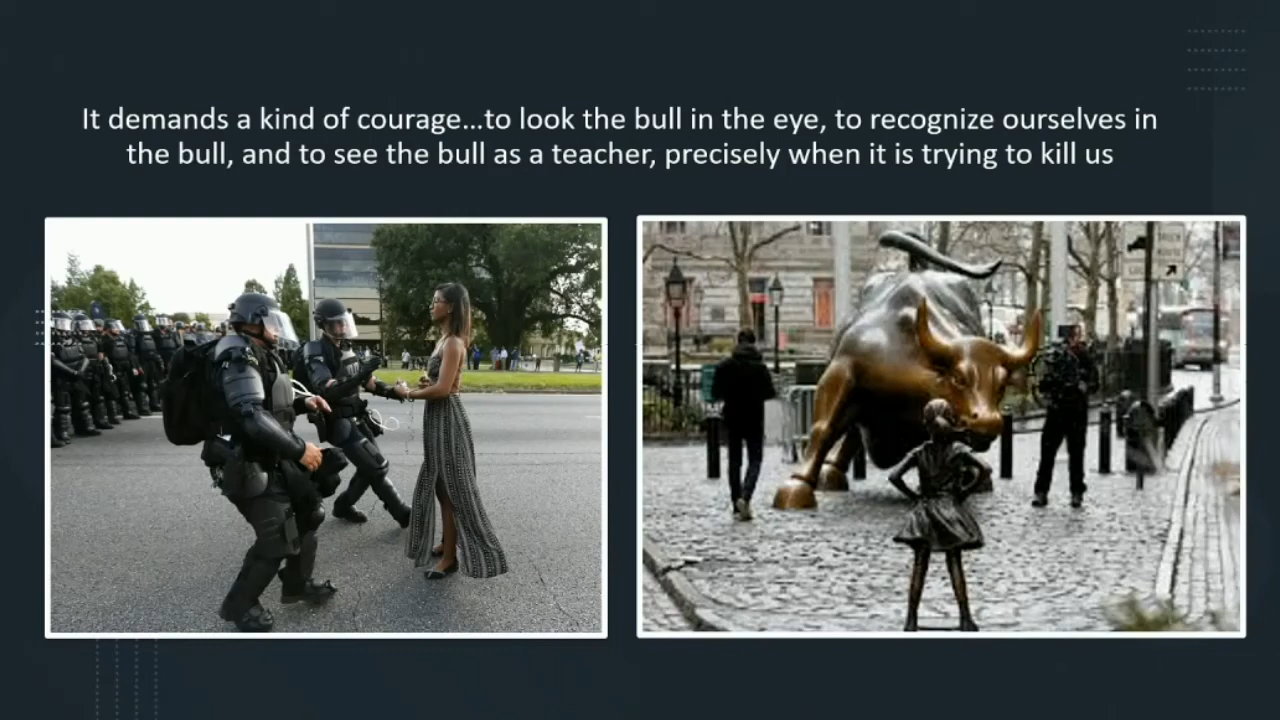 It demands a kind of courage…to look the bull in the eye, to recognize ourselves in
the bull, and to see the bull as a teacher, precisely when it is trying to kill us